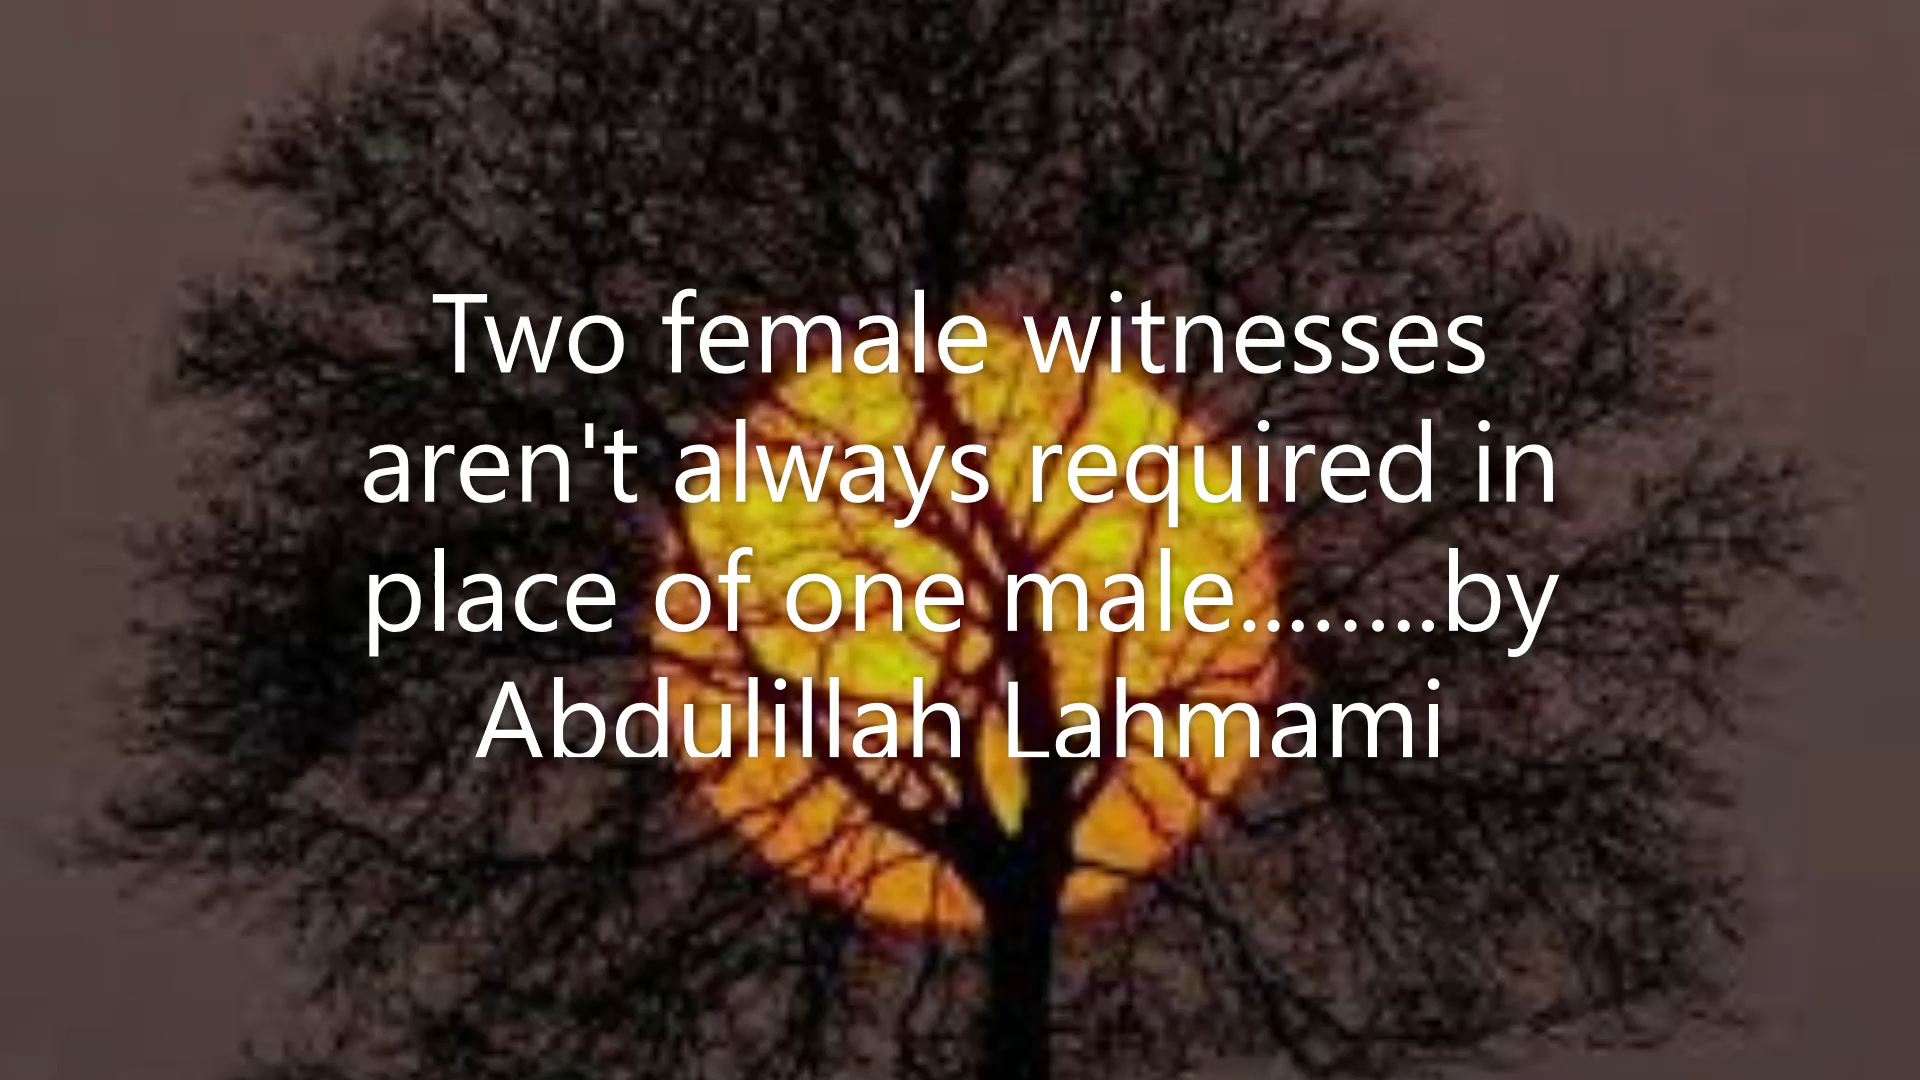 Two female witnesses
aren't always required in
place of one male........by
Abdulillah Lahmami